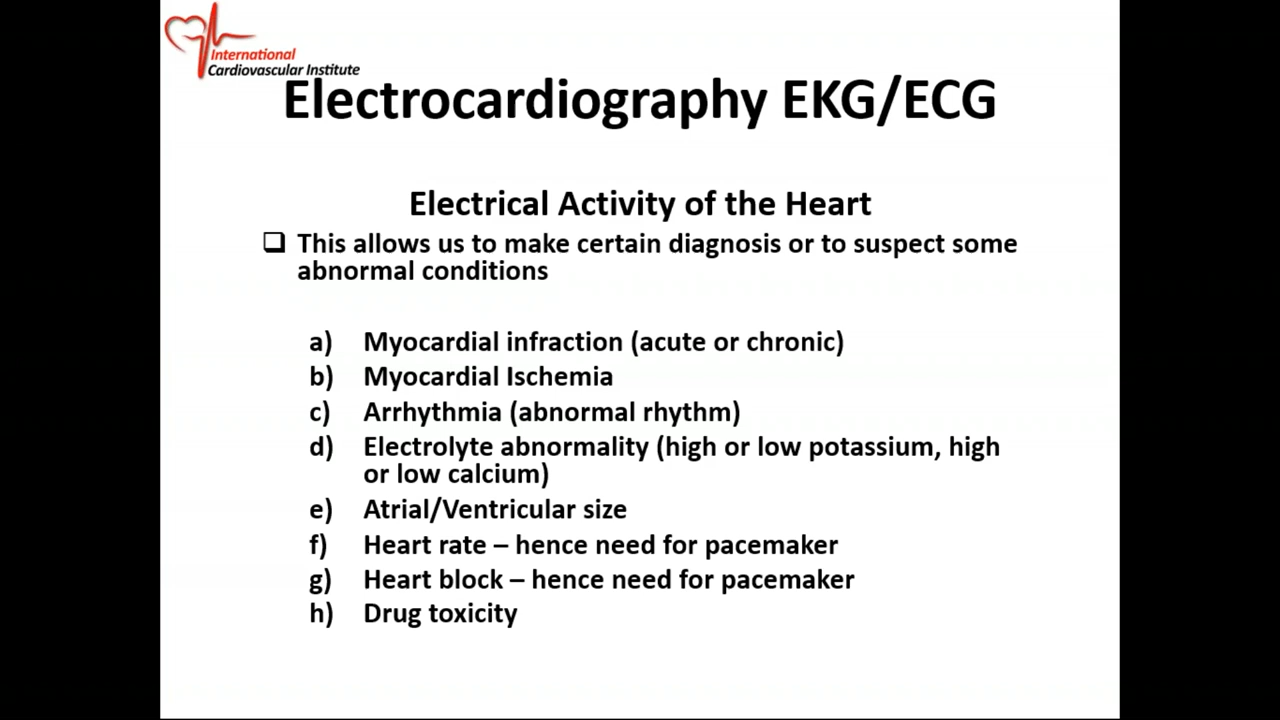 International
Cardiovascular Institute
Electrocardiography EKG/ECG
Electrical Activity of the Heart
❑ This allows us to make certain diagnosis or to suspect some
abnormal conditions
a) Myocardial infraction (acute or chronic)
b) Myocardial Ischemia
c) Arrhythmia (abnormal rhythm)
d) Electrolyte abnormality (high or low potassium, high
or low calcium)
e) Atrial/Ventricular size
f) Heart rate – hence need for pacemaker
g) Heart block – hence need for pacemaker
h) Drug toxicity